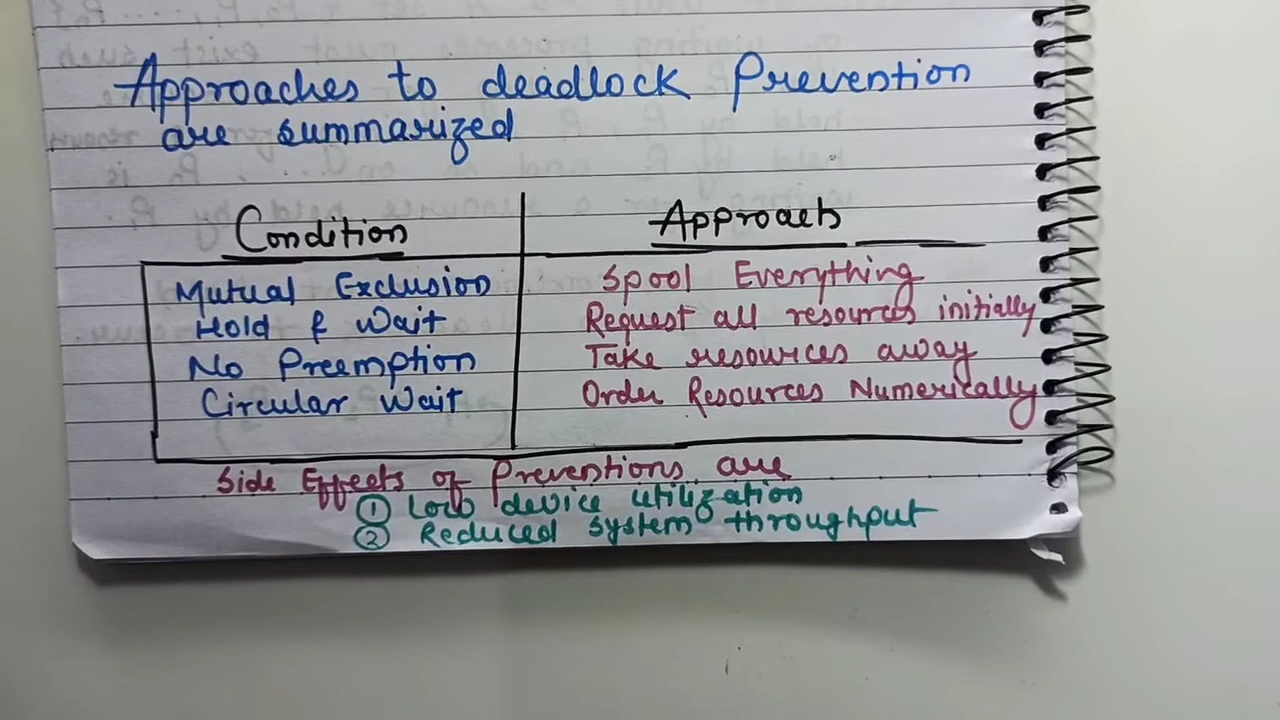 Approaches to deadlock Prevention
are summarized
Condition Approach
Mutual Exclusion Spool Everything
Hold & Wait Request all resources initially
No Preemption Take resources away
Circular Wait Order Resources Numerically
Side Effects of Preventions are
① Low device utilization
② Reduced system throughput